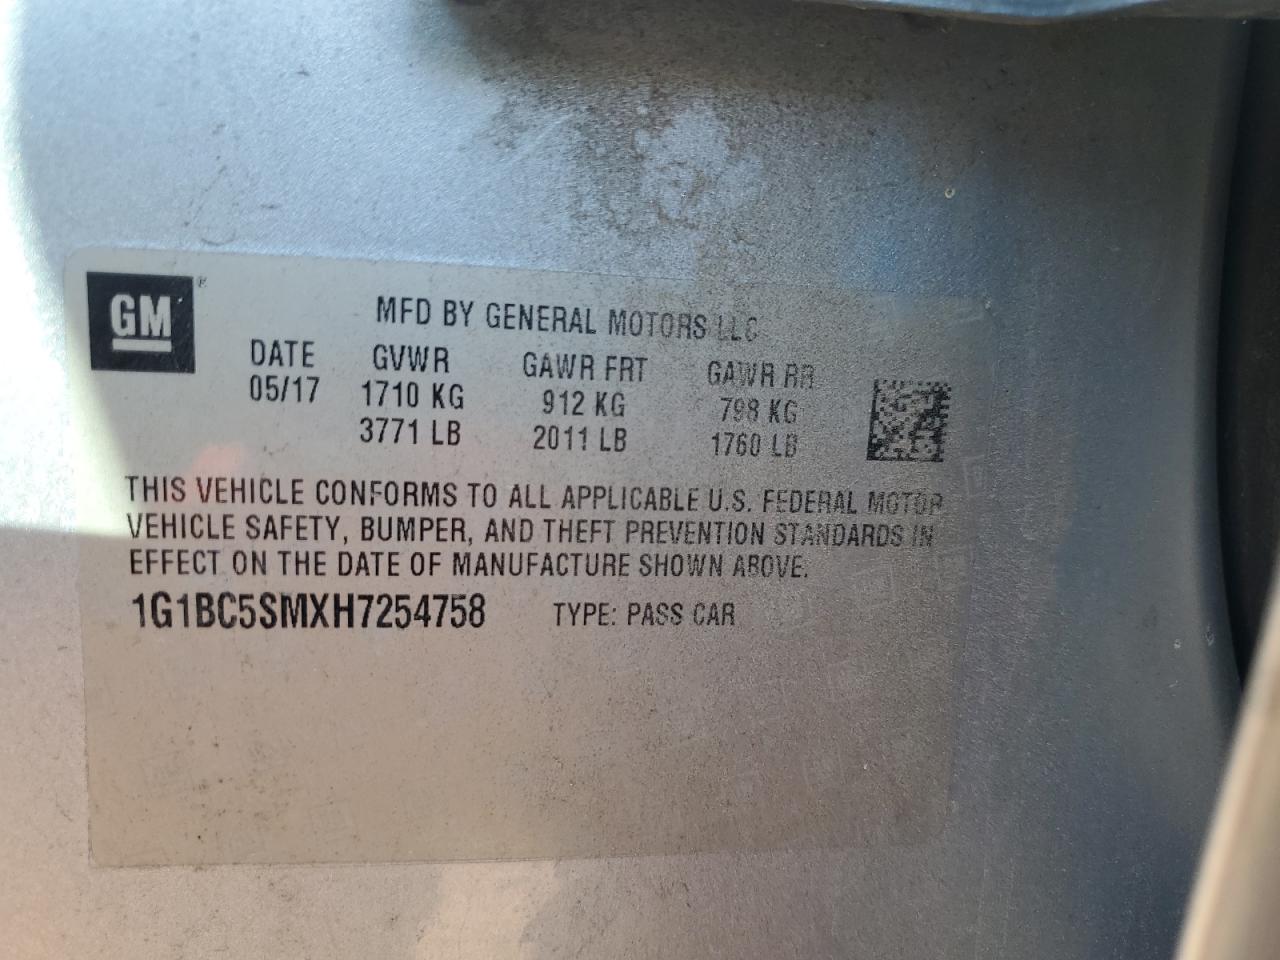 GM ®
MFD BY GENERAL MOTORS LLC
DATE GVWR GAWR FRT GAWR RR
05/17 1710 KG 912 KG 798 KG
3771 LB 2011 LB 1760 LB
THIS VEHICLE CONFORMS TO ALL APPLICABLE U.S. FEDERAL MOTOR
VEHICLE SAFETY, BUMPER, AND THEFT PREVENTION STANDARDS IN
EFFECT ON THE DATE OF MANUFACTURE SHOWN ABOVE.
1G1BC5SMXH7254758 TYPE: PASS CAR